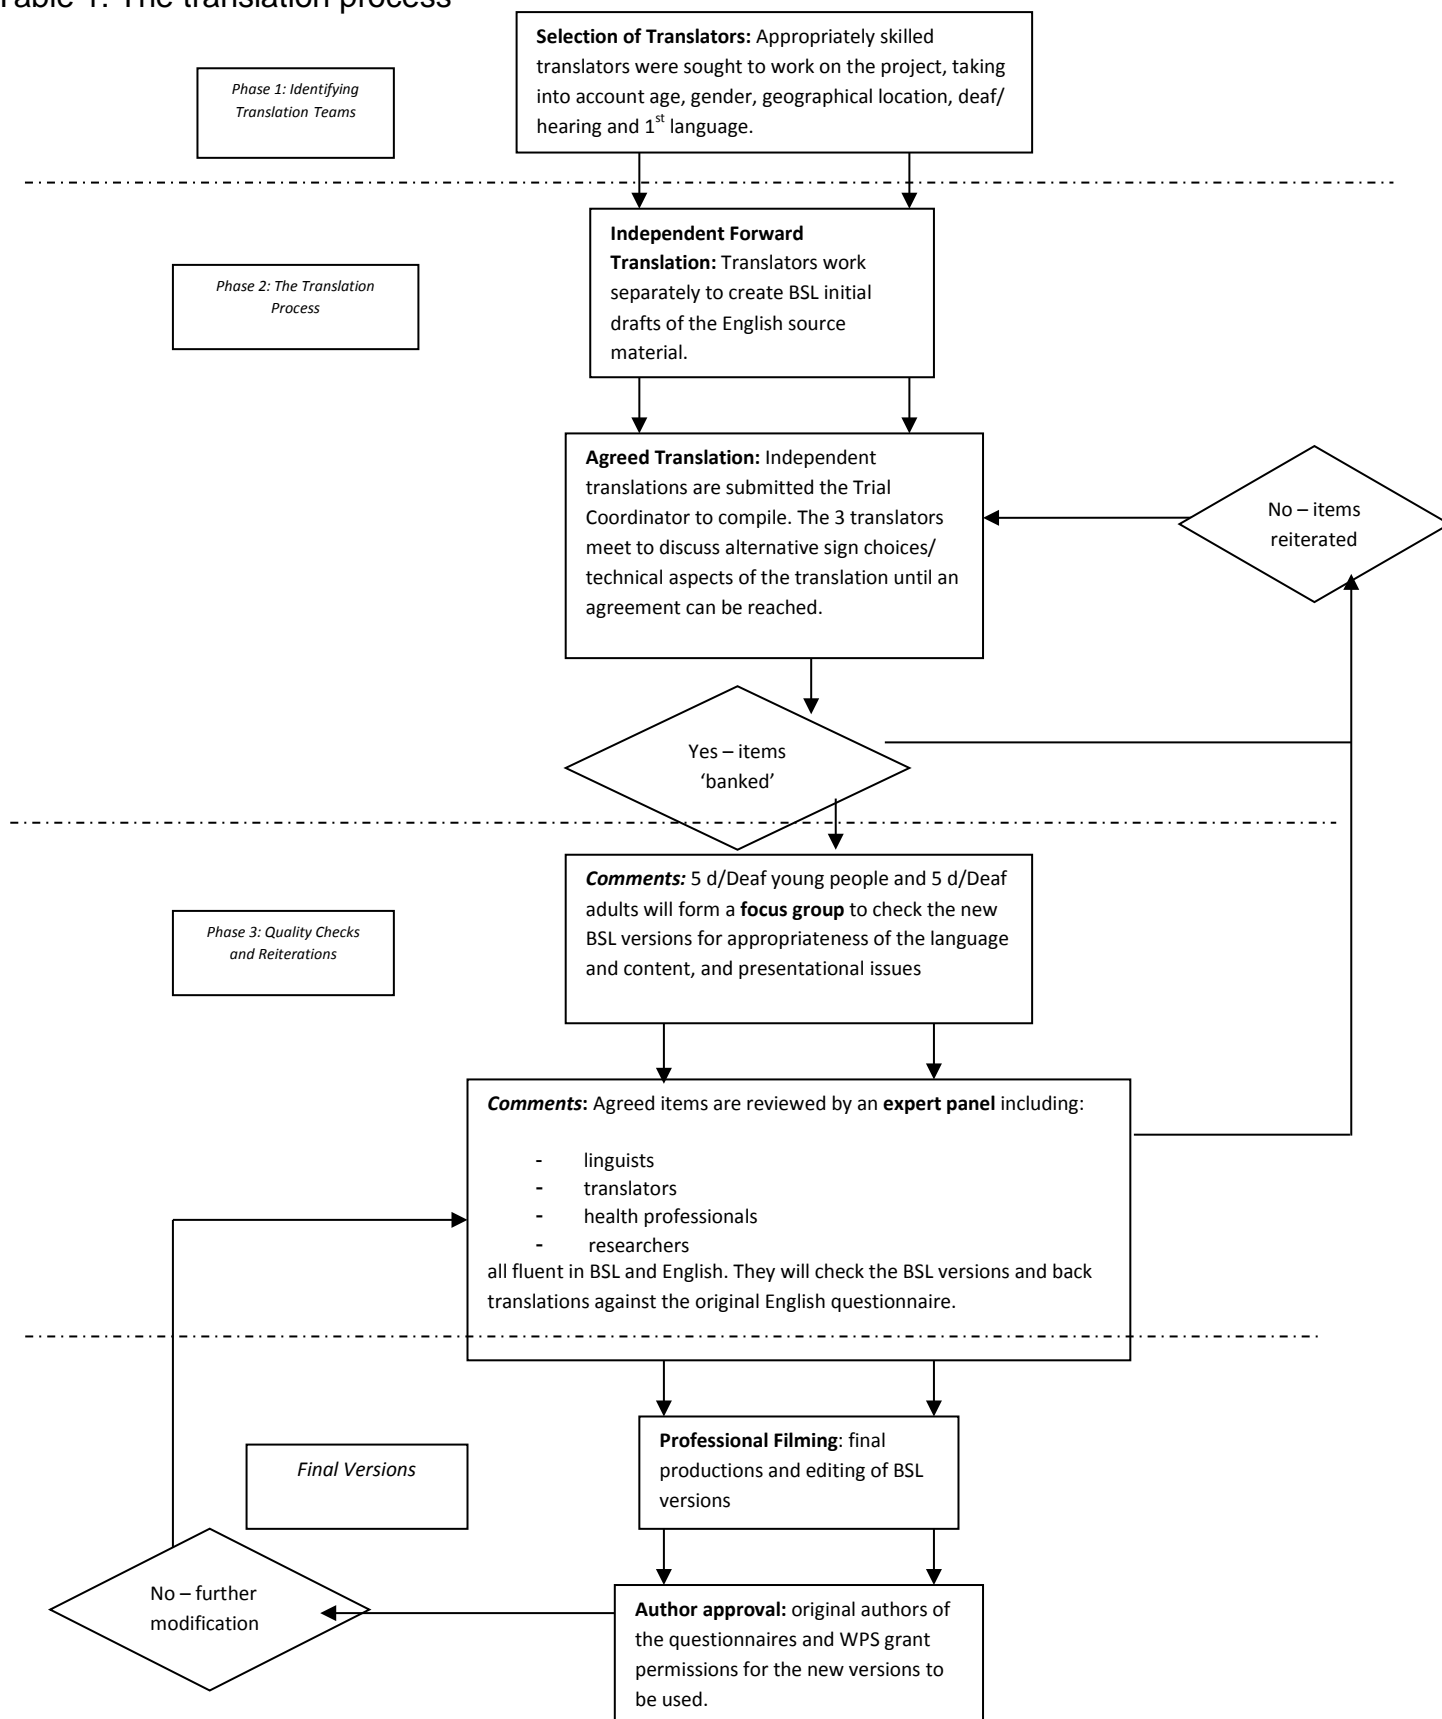 Table 1: The translation process
Selection of Translators: Appropriately skilled
translators were sought to work on the project, taking
into account age, gender, geographical location, deaf/
hearing and 1st language.
Phase 1: Identifying
Translation Teams
Independent Forward
Translation: Translators work
separately to create BSL initial
drafts of the English source
material.
Phase 2: The Translation
Process
Agreed Translation: Independent
translations are submitted the Trial
Coordinator to compile. The 3 translators
meet to discuss alternative sign choices/
technical aspects of the translation until an
agreement can be reached.
No – items
reiterated
Yes – items
‘banked’
Comments: 5 d/Deaf young people and 5 d/Deaf
adults will form a focus group to check the new
BSL versions for appropriateness of the language
and content, and presentational issues
Phase 3: Quality Checks
and Reiterations
Comments: Agreed items are reviewed by an expert panel including:
- linguists
- translators
- health professionals
- researchers
all fluent in BSL and English. They will check the BSL versions and back
translations against the original English questionnaire.
Professional Filming: final
productions and editing of BSL
versions
Final Versions
No – further
modification
Author approval: original authors of
the questionnaires and WPS grant
permissions for the new versions to
be used.